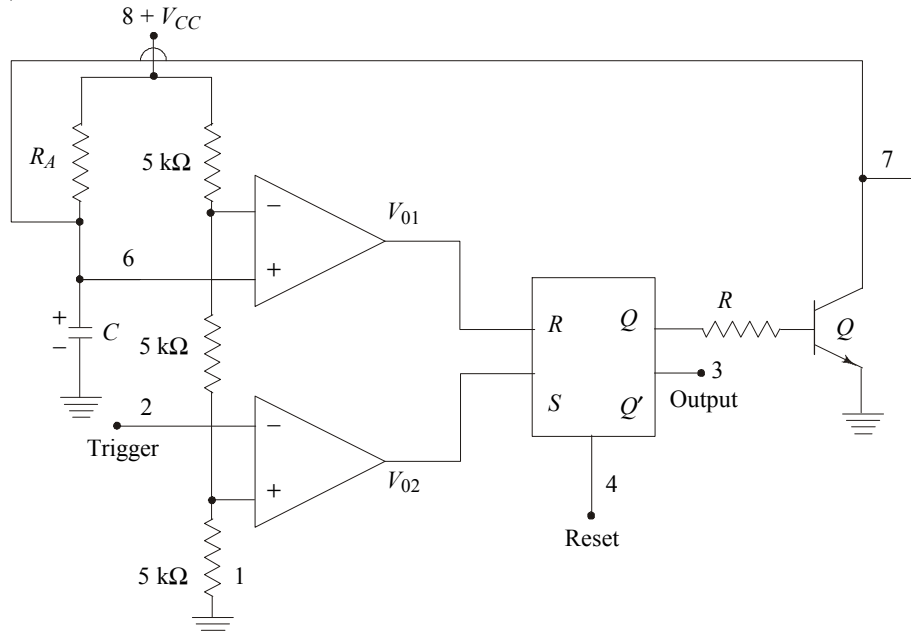 8 + V_CC
R_A
5 kΩ
7
−
V_01
6
+
+
C
−
5 kΩ
R
Q
R
Q
3
2
S
Q′
Output
Trigger
−
V_02
+
4
Reset
5 kΩ
1